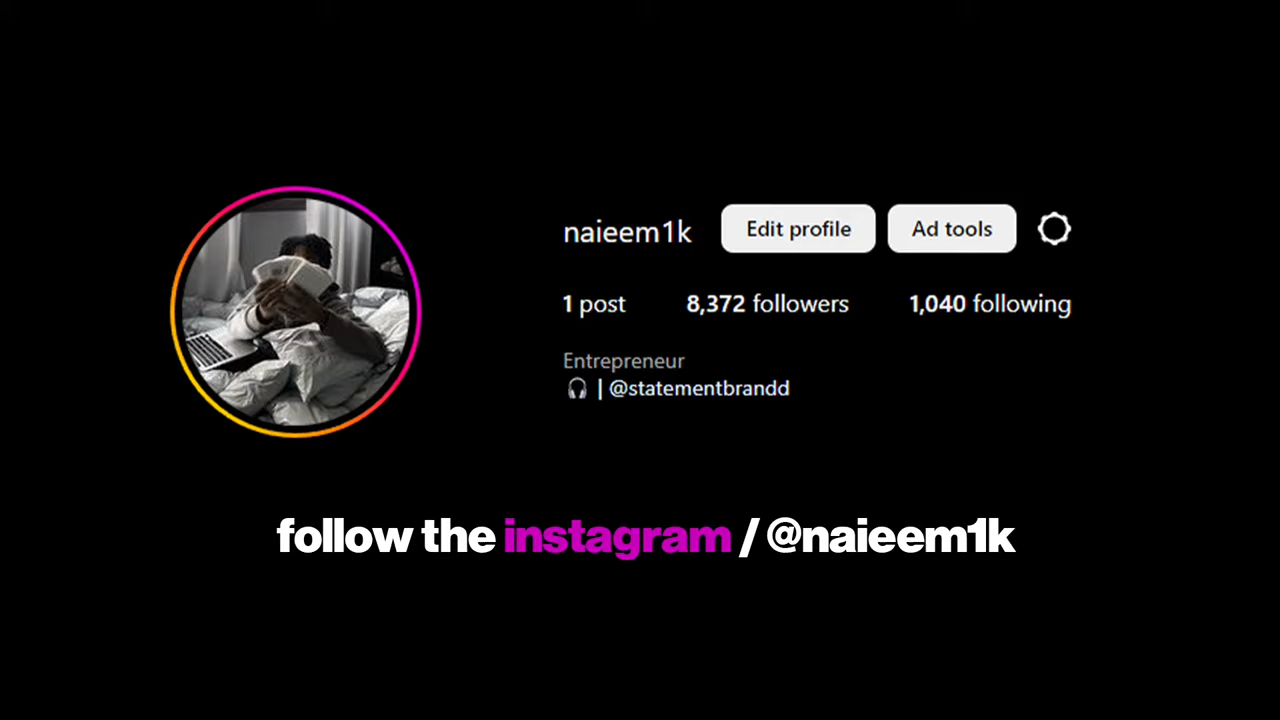 naieem1k Edit profile Ad tools
1 post 8,372 followers 1,040 following
Entrepreneur
🎧 | @statementbrandd
follow the instagram / @naieem1k